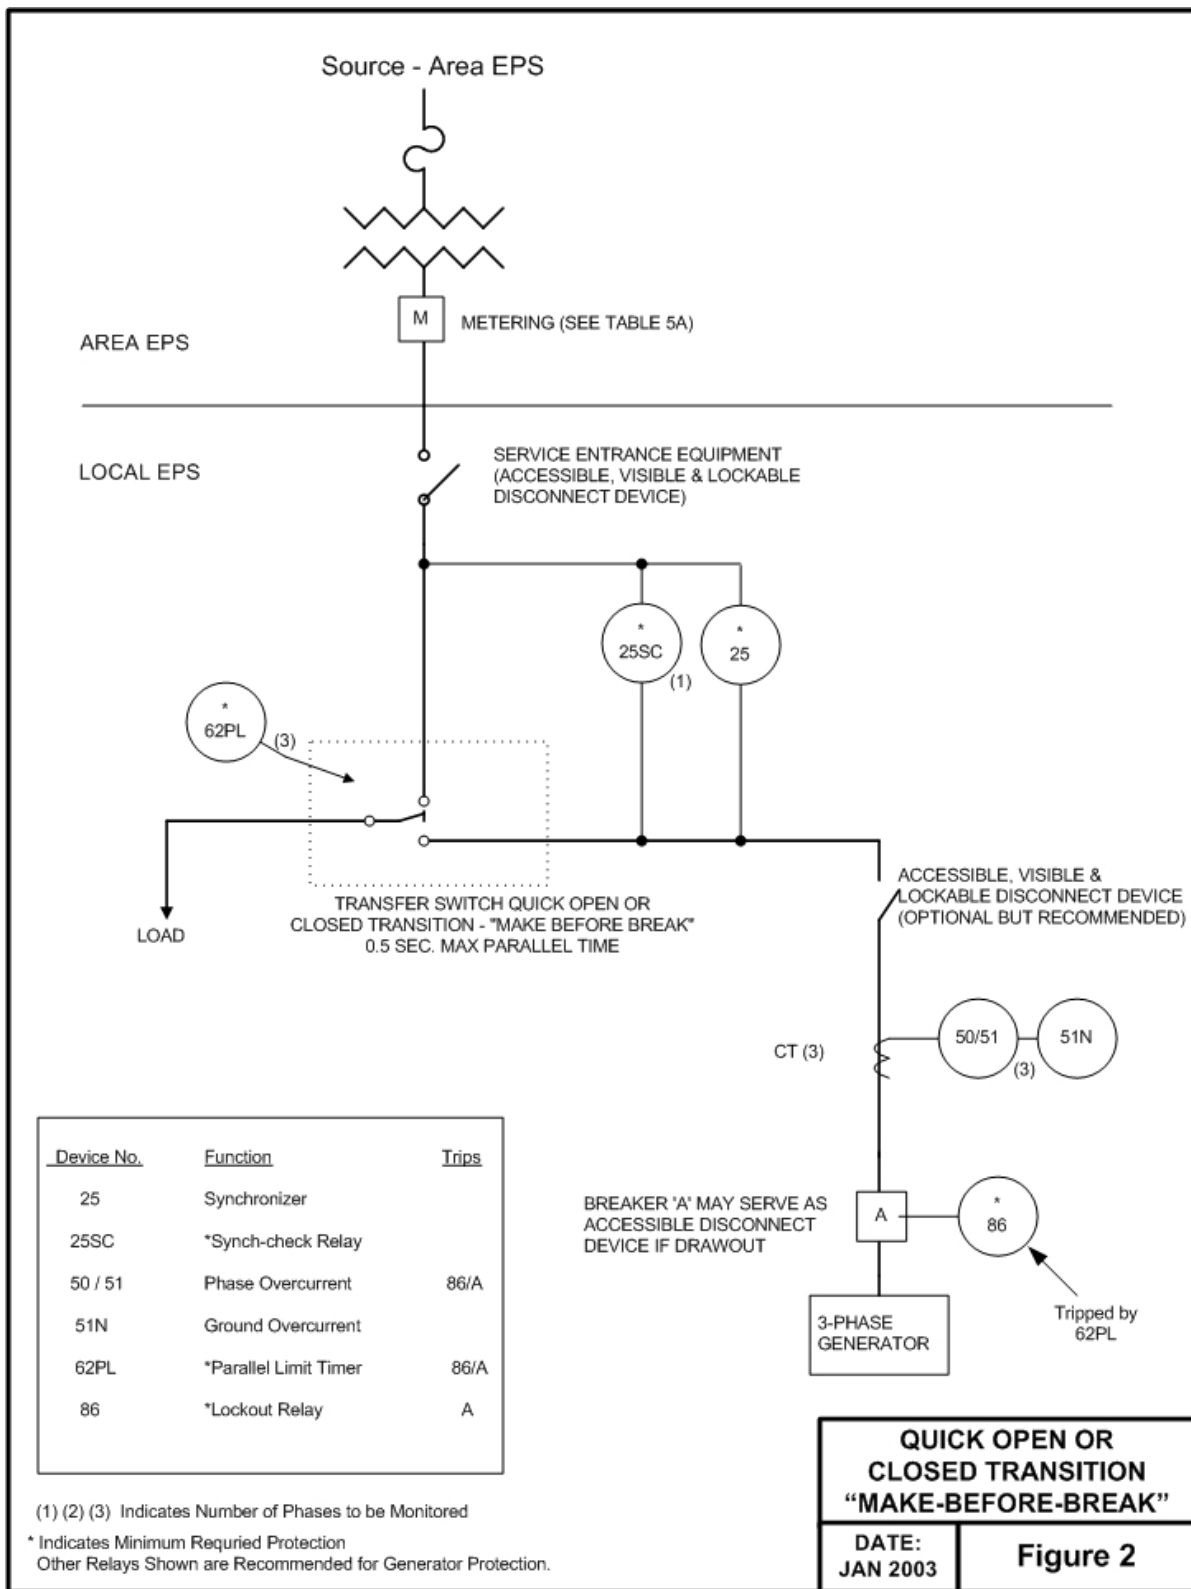 Source - Area EPS
M
METERING (SEE TABLE 5A)
AREA EPS
LOCAL EPS
SERVICE ENTRANCE EQUIPMENT
(ACCESSIBLE, VISIBLE & LOCKABLE
DISCONNECT DEVICE)
*
25SC
(1)
*
25
*
62PL
(3)
TRANSFER SWITCH QUICK OPEN OR
CLOSED TRANSITION - "MAKE BEFORE BREAK"
0.5 SEC. MAX PARALLEL TIME
LOAD
ACCESSIBLE, VISIBLE &
LOCKABLE DISCONNECT DEVICE
(OPTIONAL BUT RECOMMENDED)
CT (3)
50/51
(3)
51N
BREAKER 'A' MAY SERVE AS
ACCESSIBLE DISCONNECT
DEVICE IF DRAWOUT
A
*
86
Tripped by
62PL
3-PHASE
GENERATOR
Device No. Function Trips
25 Synchronizer
25SC *Synch-check Relay
50 / 51 Phase Overcurrent 86/A
51N Ground Overcurrent
62PL *Parallel Limit Timer 86/A
86 *Lockout Relay A
(1) (2) (3) Indicates Number of Phases to be Monitored
* Indicates Minimum Requried Protection
Other Relays Shown are Recommended for Generator Protection.
QUICK OPEN OR
CLOSED TRANSITION
“MAKE-BEFORE-BREAK”
DATE:
JAN 2003
Figure 2